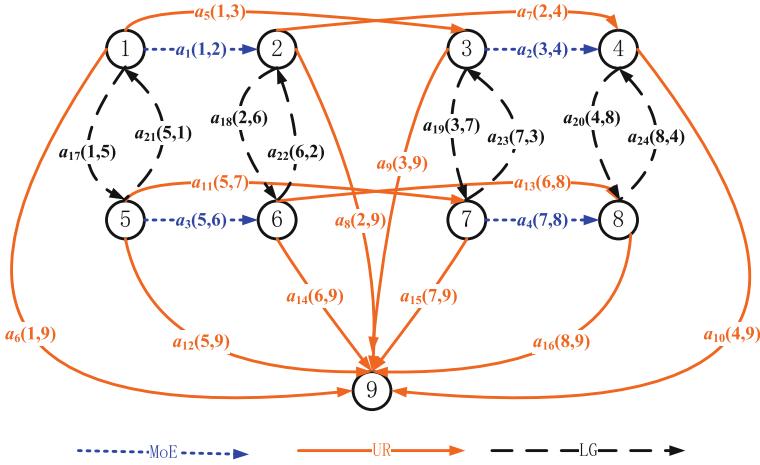 a5(1,3) a7(2,4)
1 a1(1,2) 2 3 a2(3,4) 4
a18(2,6) a19(3,7) a20(4,8)
a17(1,5) a21(5,1) a22(6,2) a9(3,9) a23(7,3) a24(8,4)
a11(5,7) a13(6,8)
5 a3(5,6) 6 a8(2,9) 7 a4(7,8) 8
a14(6,9) a15(7,9)
a6(1,9) a12(5,9) a16(8,9) a10(4,9)
9
MoE UR LG